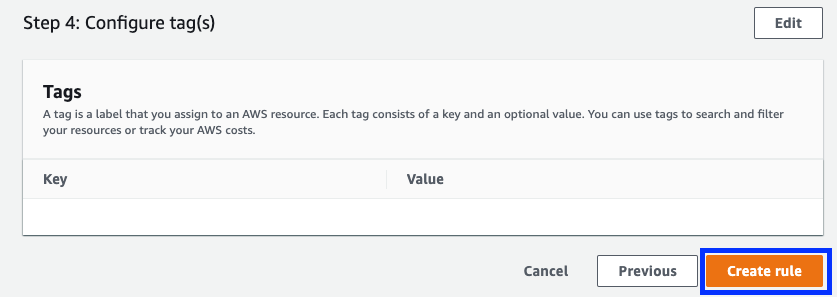 Step 4: Configure tag(s)
Edit
Tags
A tag is a label that you assign to an AWS resource. Each tag consists of a key and an optional value. You can use tags to search and filter
your resources or track your AWS costs.
Key Value
Cancel Previous Create rule